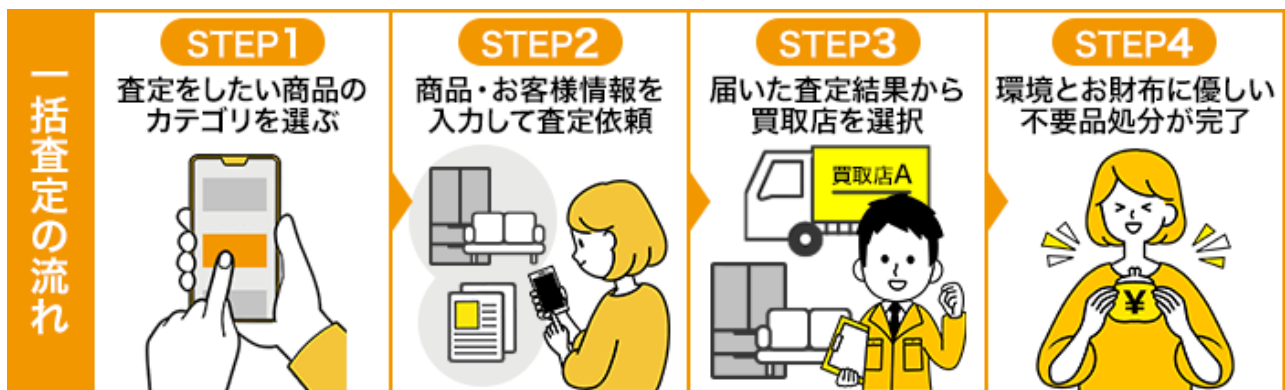 一括査定の流れ
STEP1
査定をしたい商品の
カテゴリを選ぶ
STEP2
商品・お客様情報を
入力して査定依頼
STEP3
届いた査定結果から
買取店を選択
買取店A
STEP4
環境とお財布に優しい
不要品処分が完了
¥